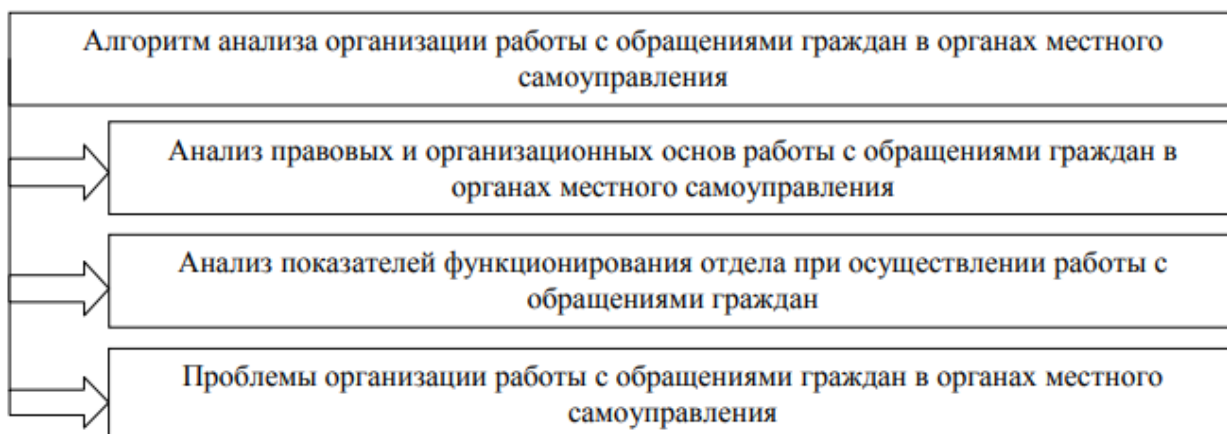 Алгоритм анализа организации работы с обращениями граждан в органах местного
самоуправления
Анализ правовых и организационных основ работы с обращениями граждан в
органах местного самоуправления
Анализ показателей функционирования отдела при осуществлении работы с
обращениями граждан
Проблемы организации работы с обращениями граждан в органах местного
самоуправления